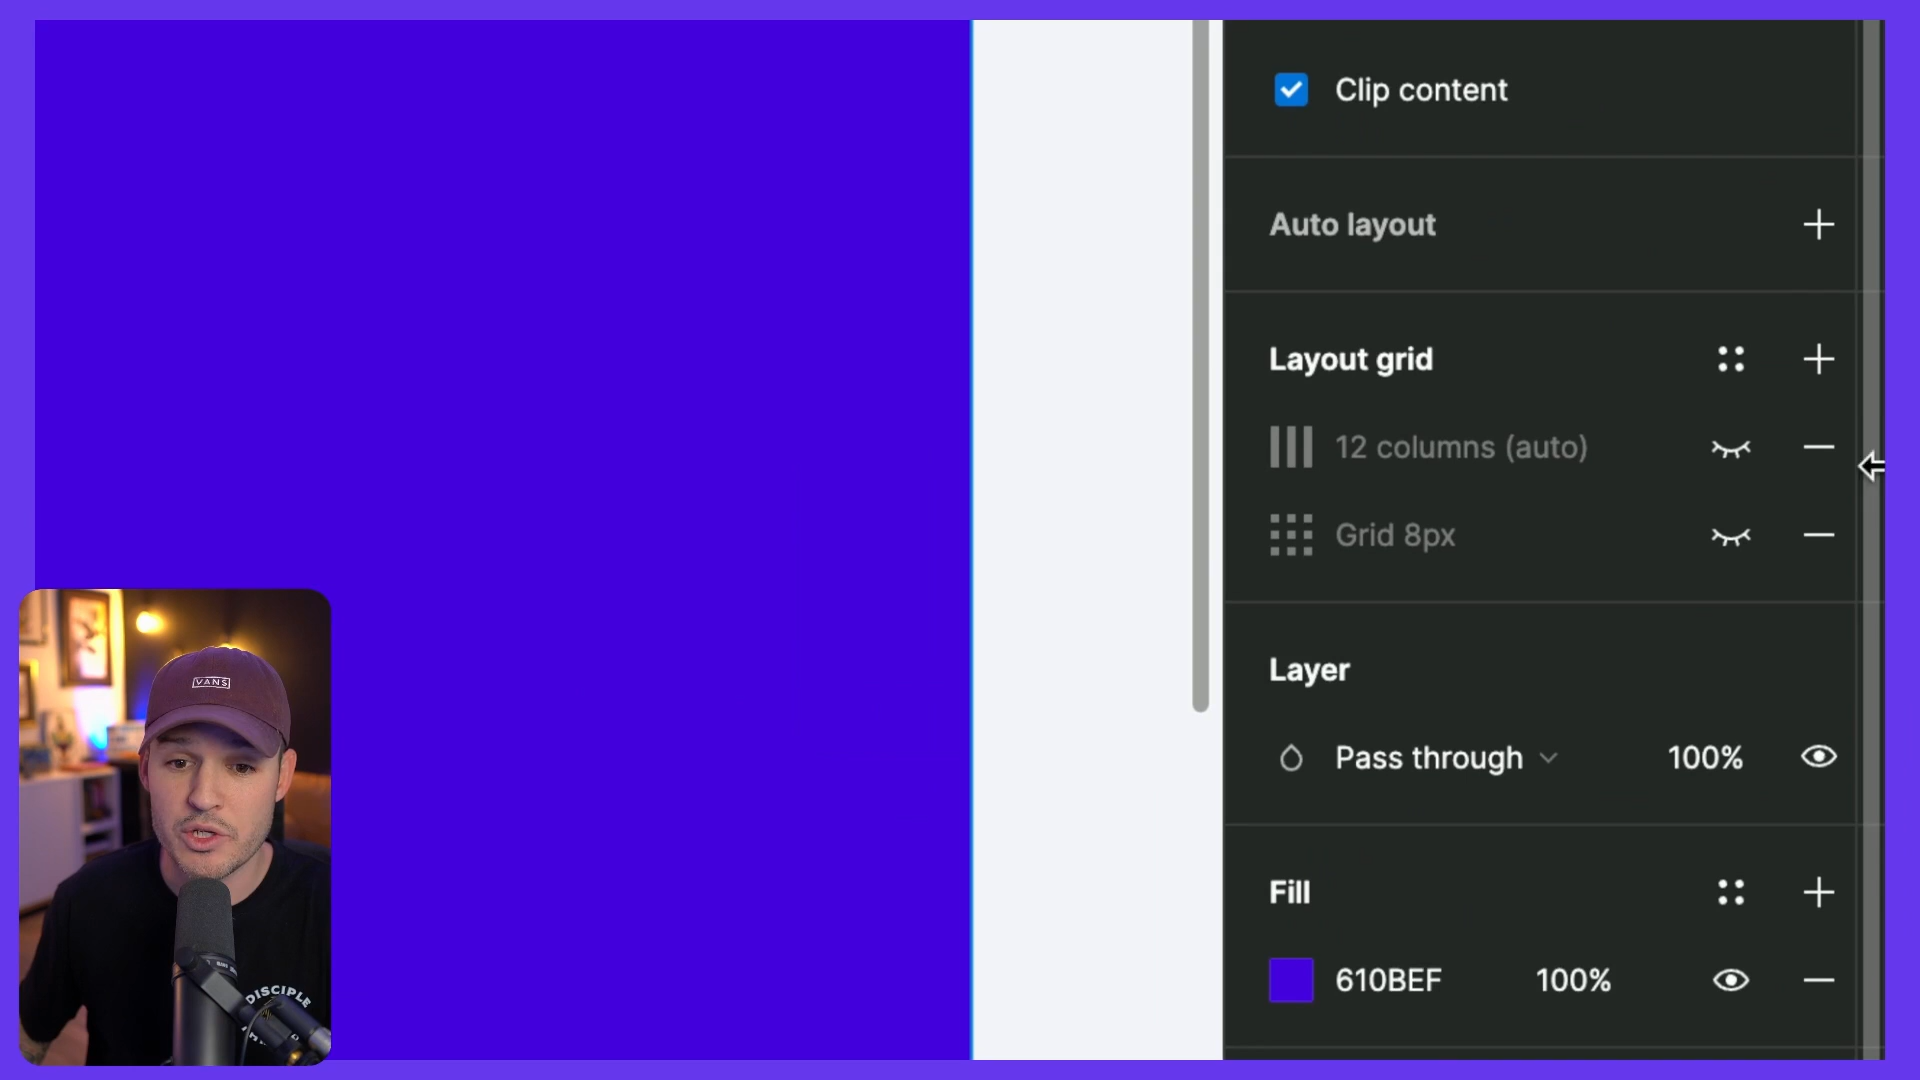 Clip content
Auto layout
Layout grid
12 columns (auto)
Grid 8px
Layer
Pass through 100%
Fill
610BEF 100%
VANS
DISCIPLE